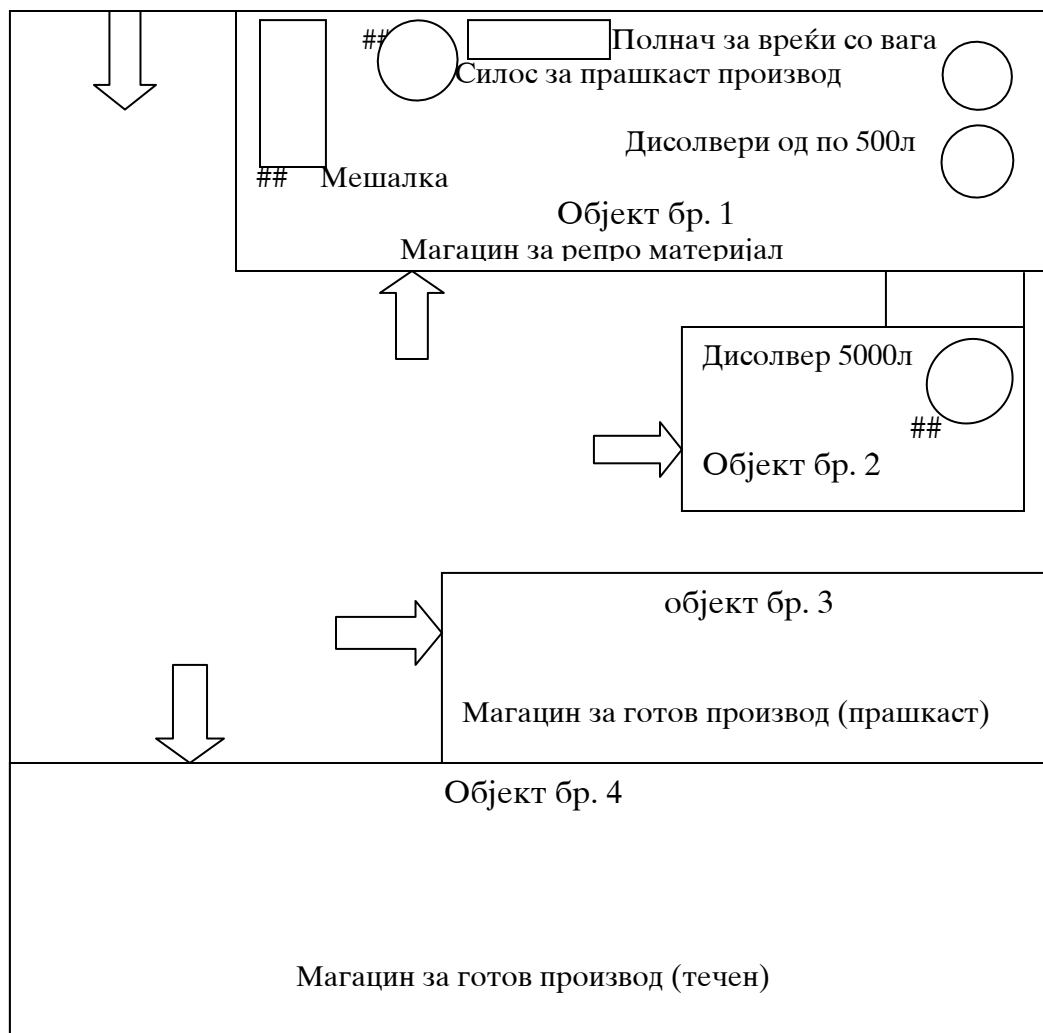 ## Полнач за вреќи со вага
Силос за прашкаст производ
Дисолвери од по 500л
## Мешалка
Објект бр. 1
Магацин за репро материјал
Дисолвер 5000л
##
Објект бр. 2
објект бр. 3
Магацин за готов производ (прашкаст)
Објект бр. 4
Магацин за готов производ (течен)